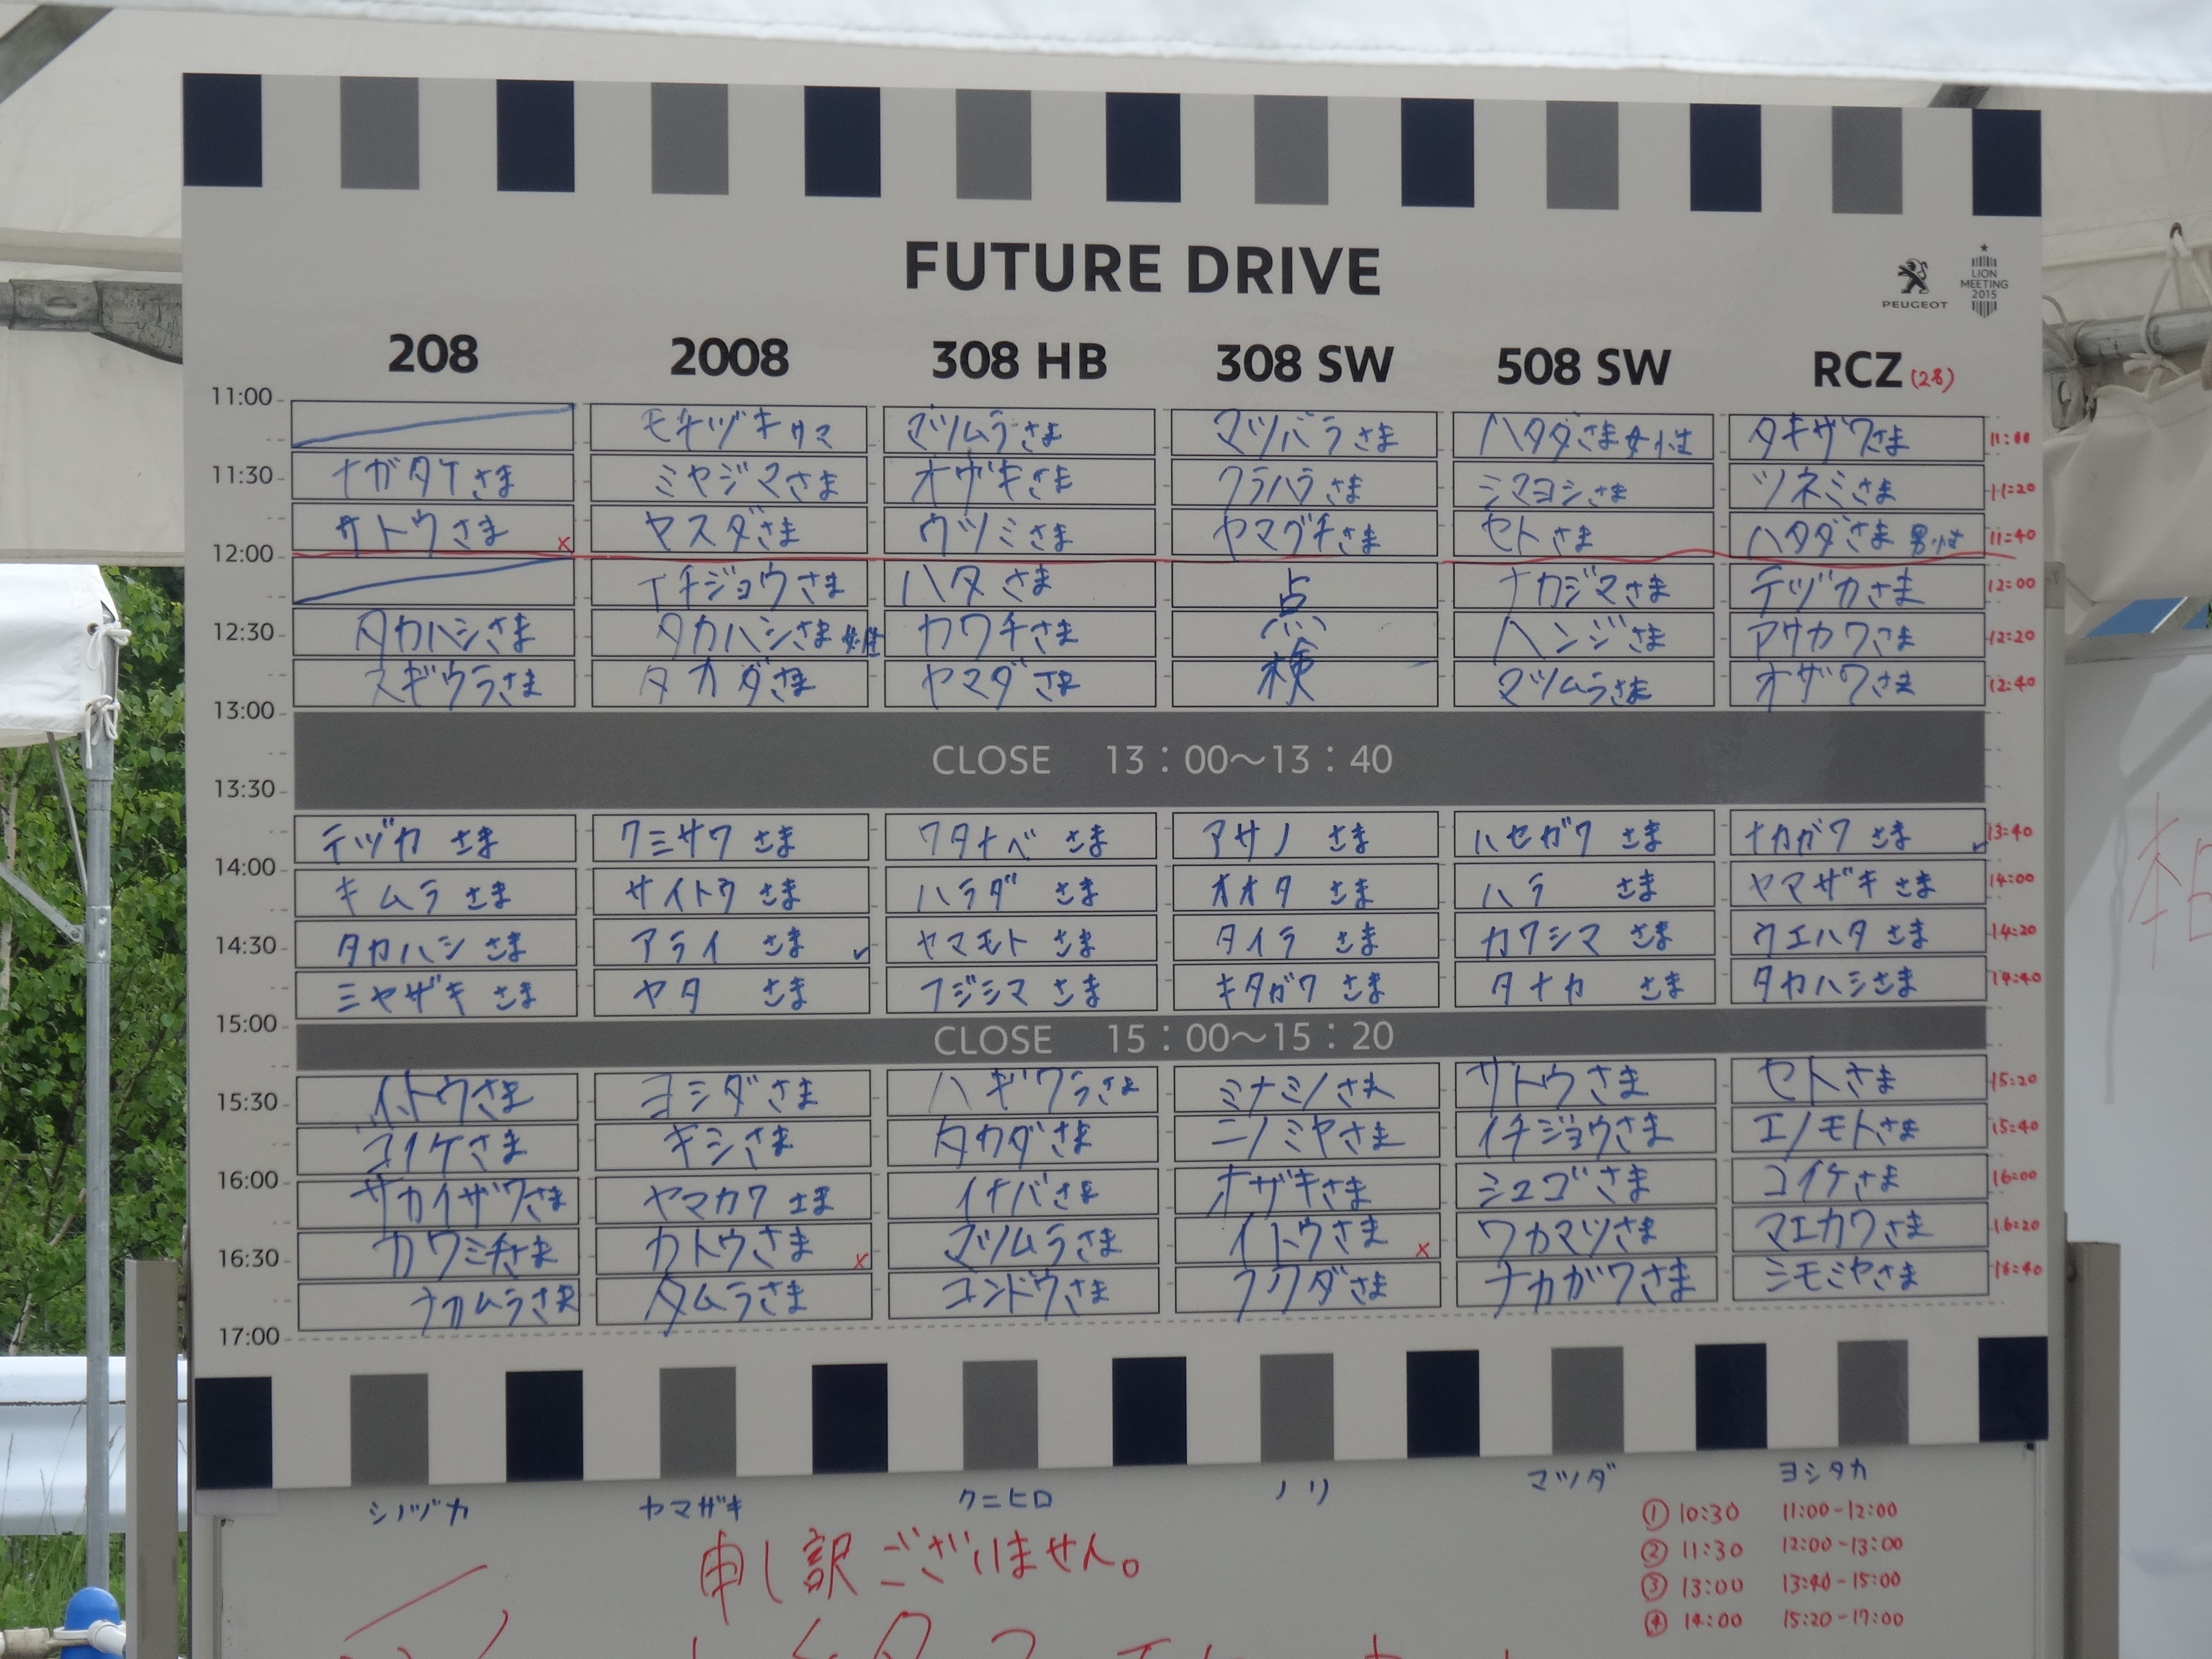 FUTURE DRIVE
PEUGEOT
LION
MEETING
2015
208 2008 308 HB 308 SW 508 SW RCZ (2名)
11:00 モチヅキサマ マツムラさま マツバラさま ハタダさま女性 タキザワさま 11:00
11:30 ナガタケさま ミヤジマさま オザキさま クラハラさま シマヨシさま ツネミさま 11:20
サトウさま × ヤスダさま ウツミさま ヤマグチさま セトさま ハタダさま 男性 11:40
12:00 イチジョウさま ハタさま 点 ナカジマさま テヅカさま 12:00
12:30 タカハシさま タカハシさま女性 カワチさま 検 ヘンジさま アサカワさま 12:20
スギウラさま タカダさま ヤマダさま マツムラさま オザワさま 12:40
13:00
CLOSE 13:00〜13:40
13:30
テヅカ さま クミサワ さま ワタナベ さま アサノ さま ハセガワ さま ナカガワ さま 13:40
14:00 キムラ さま サイトウ さま ハラダ さま オオタ さま ハラ さま ヤマザキ さま 14:00
14:30 タカハシ さま アライ さま ✓ ヤマモト さま タイラ さま カワシマ さま ウエハタ さま 14:20
ミヤザキ さま ヤタ さま フジシマ さま キタガワ さま タナカ さま タカハシさま 14:40
15:00
CLOSE 15:00〜15:20
15:30 イトウさま ヨシダさま ハギワラさま ミナミノさま サトウさま セトさま 15:20
コイケさま キシさま タカダさま ニノミヤさま イチジョウさま エノモトさま 15:40
16:00 サカイザワさま ヤマカワ さま イナバさま オザキさま シュゴさま コイケさま 16:00
16:30 カワミチさま カトウさま × マツムラさま イトウさま × ワカマツさま マエカワさま 16:20
ナカムラさま タムラさま コンドウさま フクダさま ナカガワさま シモミヤさま 16:40
17:00
シノヅカ ヤマザキ クニヒロ ノリ マツダ ヨシタカ
申し訳ございません。
① 10:30 11:00-12:00
② 11:30 12:00-13:00
③ 13:00 13:40-15:00
④ 14:00 15:20-17:00